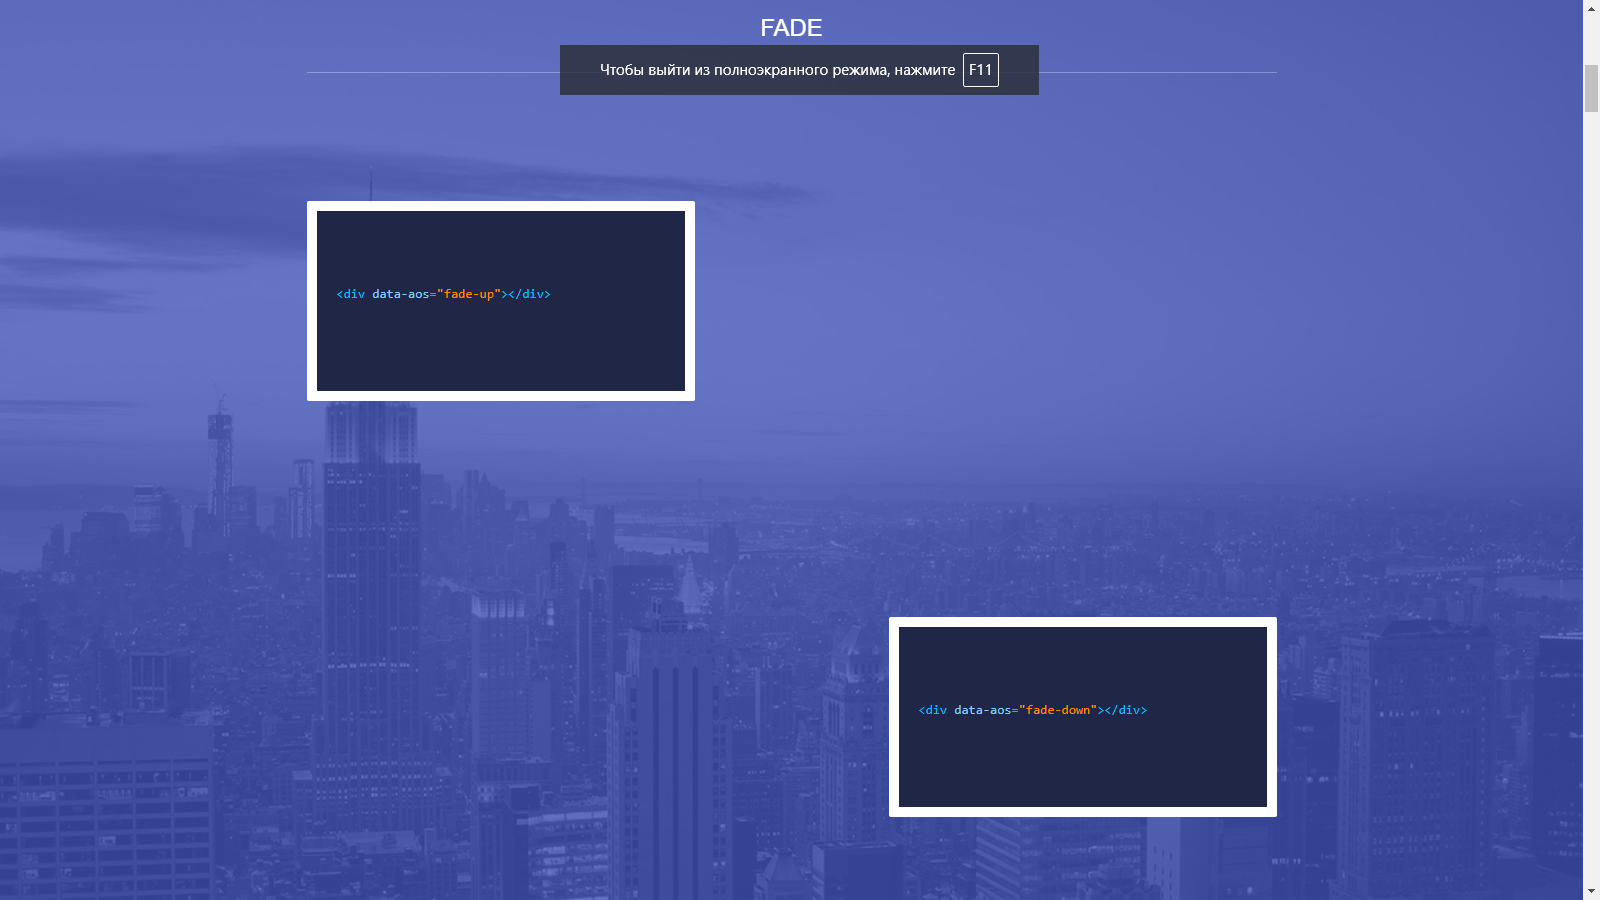 FADE
Чтобы выйти из полноэкранного режима, нажмите F11
<div data-aos="fade-up"></div>
<div data-aos="fade-down"></div>